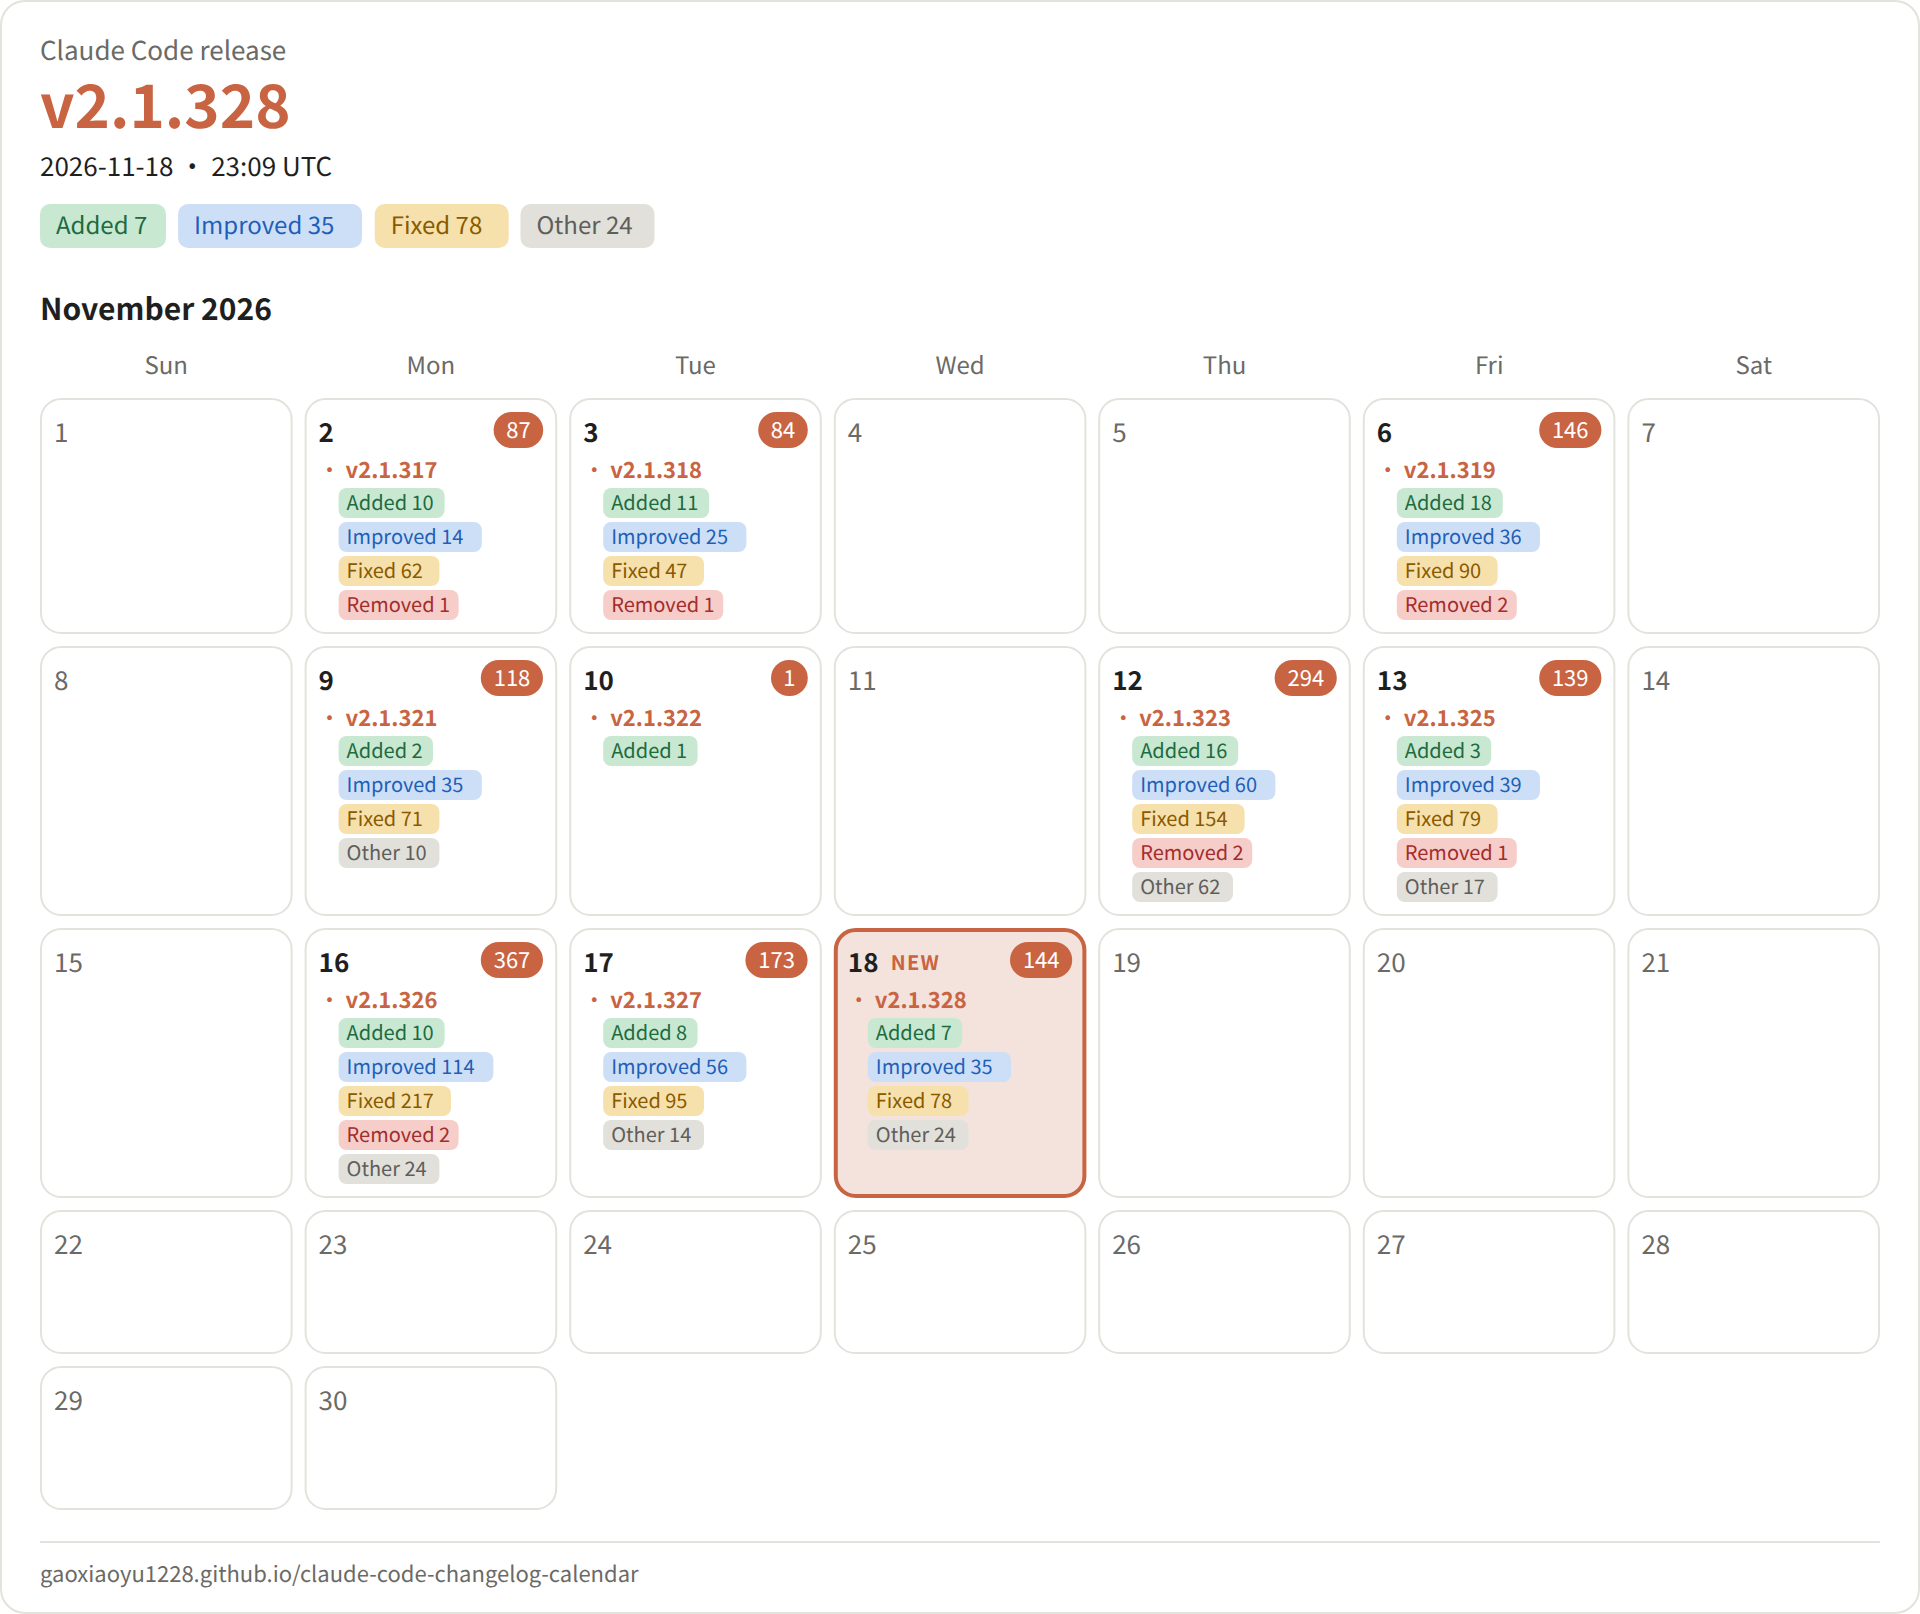 Claude Code release
v2.1.328
2026-11-18 • 23:09 UTC
Added 7 Improved 35 Fixed 78 Other 24
November 2026
Sun Mon Tue Wed Thu Fri Sat
1
2 87
• v2.1.317
Added 10
Improved 14
Fixed 62
Removed 1
3 84
• v2.1.318
Added 11
Improved 25
Fixed 47
Removed 1
4
5
6 146
• v2.1.319
Added 18
Improved 36
Fixed 90
Removed 2
7
8
9 118
• v2.1.321
Added 2
Improved 35
Fixed 71
Other 10
10 1
• v2.1.322
Added 1
11
12 294
• v2.1.323
Added 16
Improved 60
Fixed 154
Removed 2
Other 62
13 139
• v2.1.325
Added 3
Improved 39
Fixed 79
Removed 1
Other 17
14
15
16 367
• v2.1.326
Added 10
Improved 114
Fixed 217
Removed 2
Other 24
17 173
• v2.1.327
Added 8
Improved 56
Fixed 95
Other 14
18 NEW 144
• v2.1.328
Added 7
Improved 35
Fixed 78
Other 24
19
20
21
22
23
24
25
26
27
28
29
30
gaoxiaoyu1228.github.io/claude-code-changelog-calendar